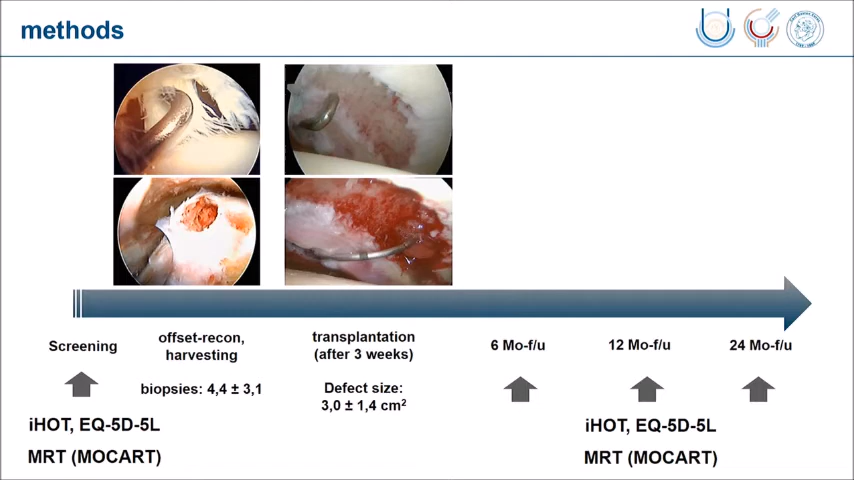 methods
Screening
offset-recon,
harvesting
biopsies: 4,4 ± 3,1
transplantation
(after 3 weeks)
Defect size:
3,0 ± 1,4 cm²
6 Mo-f/u
12 Mo-f/u
24 Mo-f/u
iHOT, EQ-5D-5L
MRT (MOCART)
iHOT, EQ-5D-5L
MRT (MOCART)